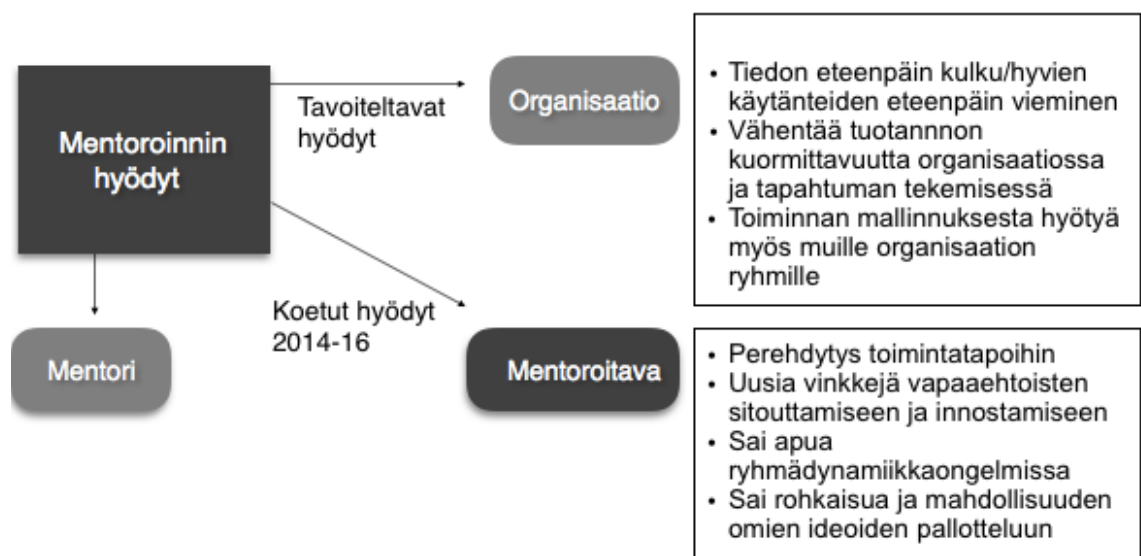 Mentoroinnin
hyödyt
Tavoiteltavat
hyödyt
Organisaatio
• Tiedon eteenpäin kulku/hyvien
käytänteiden eteenpäin vieminen
• Vähentää tuotannnon
kuormittavuutta organisaatiossa
ja tapahtuman tekemisessä
• Toiminnan mallinnuksesta hyötyä
myös muille organisaation
ryhmille
Koetut hyödyt
2014-16
Mentori
Mentoroitava
• Perehdytys toimintatapoihin
• Uusia vinkkejä vapaaehtoisten
sitouttamiseen ja innostamiseen
• Sai apua
ryhmädynamiikkaongelmissa
• Sai rohkaisua ja mahdollisuuden
omien ideoiden pallotteluun